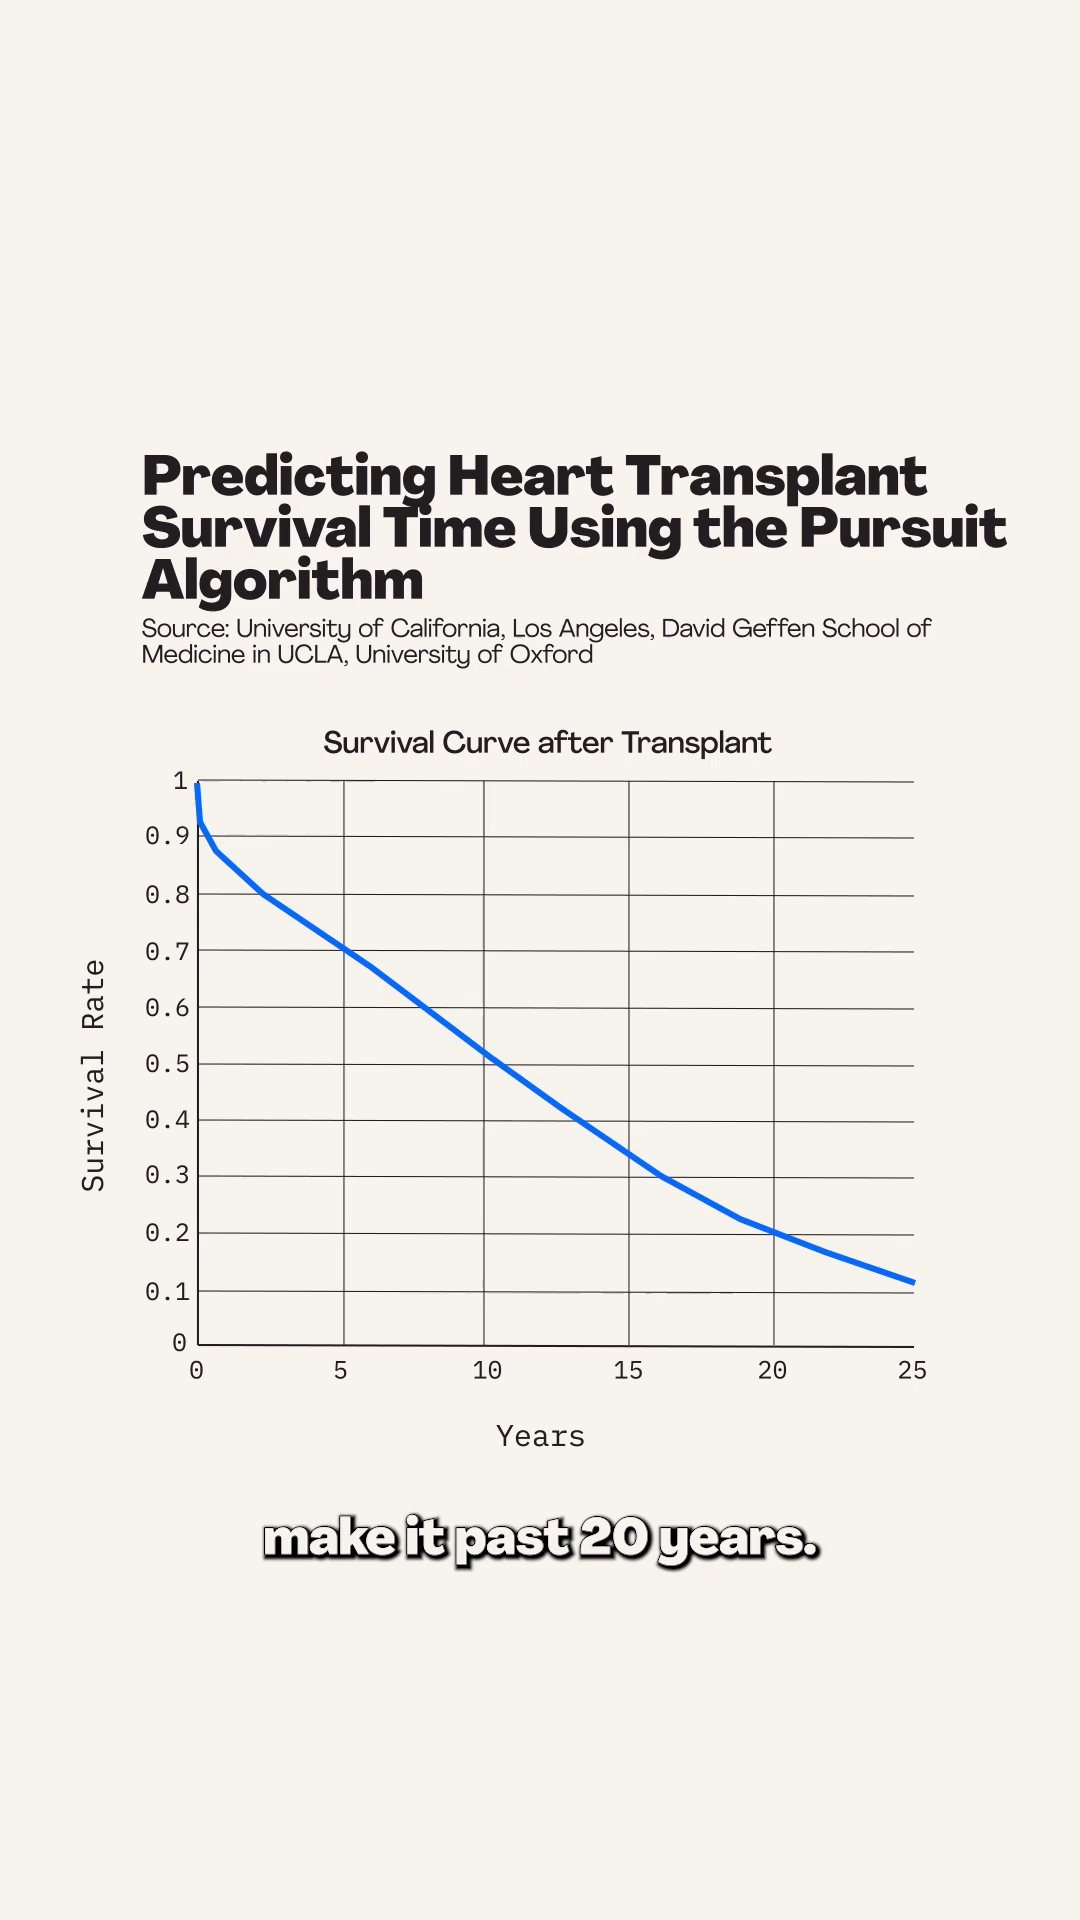 Predicting Heart Transplant
Survival Time Using the Pursuit
Algorithm
Source: University of California, Los Angeles, David Geffen School of
Medicine in UCLA, University of Oxford
Survival Curve after Transplant
1
0.9
0.8
0.7
0.6
0.5
0.4
0.3
0.2
0.1
0
Survival Rate
0 5 10 15 20 25
Years
make it past 20 years.